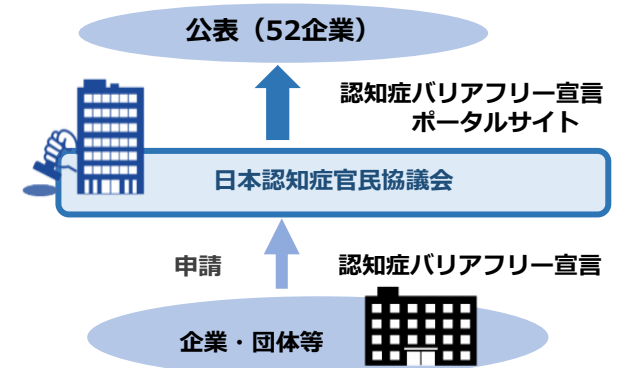 公表（52企業）
認知症バリアフリー宣言
ポータルサイト
日本認知症官民協議会
申請
認知症バリアフリー宣言
企業・団体等